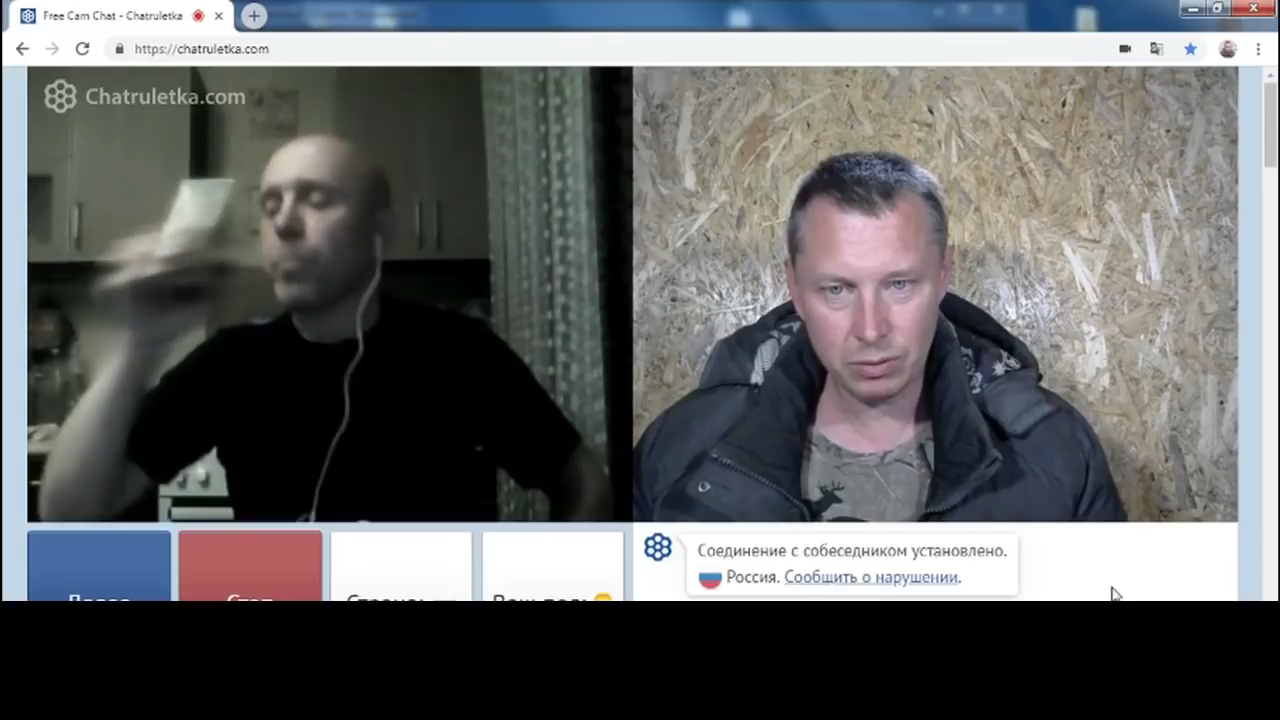 Free Cam Chat - Chatruletka
https://chatruletka.com
Chatruletka.com
Соединение с собеседником установлено.
Россия. Сообщить о нарушении.